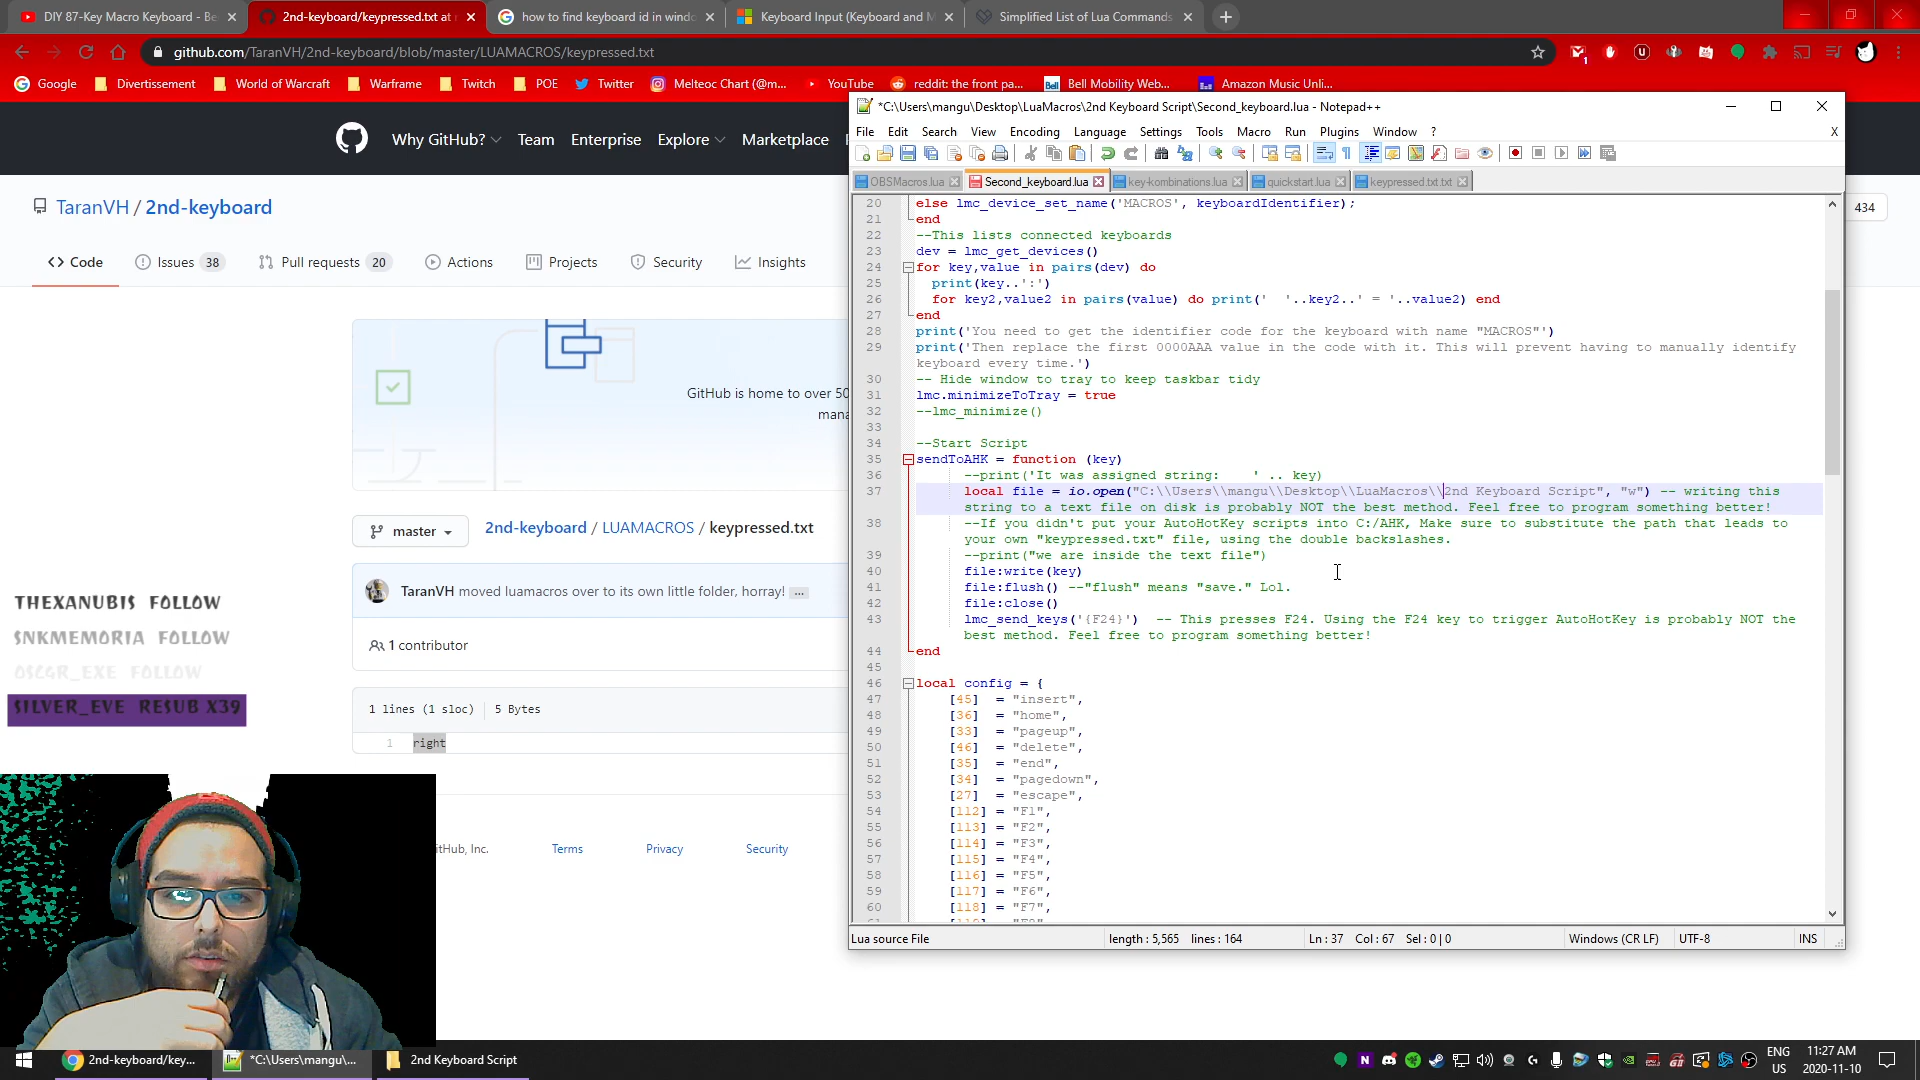 DIY 87-Key Macro Keyboard - Be
2nd-keyboard/keypressed.txt at
how to find keyboard id in windo
Keyboard Input (Keyboard and M
Simplified List of Lua Commands
github.com/TaranVH/2nd-keyboard/blob/master/LUAMACROS/keypressed.txt
Google
Divertissement
World of Warcraft
Warframe
Twitch
POE
Twitter
Melteoc Chart (@m...
YouTube
reddit: the front pa...
Bell Mobility Web...
Amazon Music Unli...
Why GitHub?
Team
Enterprise
Explore
Marketplace
TaranVH / 2nd-keyboard
434
<> Code
Issues 38
Pull requests 20
Actions
Projects
Security
Insights
GitHub is home to over 50
mana
master
2nd-keyboard / LUAMACROS / keypressed.txt
TaranVH moved luamacros over to its own little folder, horray! ...
1 contributor
1 lines (1 sloc)
5 Bytes
1 right
itHub, Inc.
Terms
Privacy
Security
THEXANUBIS FOLLOW
SNKMEMORIA FOLLOW
OSCGR_EXE FOLLOW
SILVER_EVE RESUB X39
*C:\Users\mangu\Desktop\LuaMacros\2nd Keyboard Script\Second_keyboard.lua - Notepad++
File Edit Search View Encoding Language Settings Tools Macro Run Plugins Window ? X
OBSMacros.lua
Second_keyboard.lua
key-kombinations.lua
quickstart.lua
keypressed.txt.txt
20 else lmc_device_set_name('MACROS', keyboardIdentifier);
21 end
22 --This lists connected keyboards
23 dev = lmc_get_devices()
24 for key,value in pairs(dev) do
25 print(key..':')
26 for key2,value2 in pairs(value) do print('  '..key2..' = '..value2) end
27 end
28 print('You need to get the identifier code for the keyboard with name "MACROS"')
29 print('Then replace the first 0000AAA value in the code with it. This will prevent having to manually identify
keyboard every time.')
30 -- Hide window to tray to keep taskbar tidy
31 lmc.minimizeToTray = true
32 --lmc_minimize()
33
34 --Start Script
35 sendToAHK = function (key)
36 --print('It was assigned string:    ' .. key)
37 local file = io.open("C:\\Users\\mangu\\Desktop\\LuaMacros\\2nd Keyboard Script", "w") -- writing this
string to a text file on disk is probably NOT the best method. Feel free to program something better!
38 --If you didn't put your AutoHotKey scripts into C:/AHK, Make sure to substitute the path that leads to
your own "keypressed.txt" file, using the double backslashes.
39 --print("we are inside the text file")
40 file:write(key)
41 file:flush() --"flush" means "save." Lol.
42 file:close()
43 lmc_send_keys('{F24}')  -- This presses F24. Using the F24 key to trigger AutoHotKey is probably NOT the
best method. Feel free to program something better!
44 end
45
46 local config = {
47 [45] = "insert",
48 [36] = "home",
49 [33] = "pageup",
50 [46] = "delete",
51 [35] = "end",
52 [34] = "pagedown",
53 [27] = "escape",
54 [112] = "F1",
55 [113] = "F2",
56 [114] = "F3",
57 [115] = "F4",
58 [116] = "F5",
59 [117] = "F6",
60 [118] = "F7",
Lua source File
length : 5,565 lines : 164
Ln : 37 Col : 67 Sel : 0 | 0
Windows (CR LF)
UTF-8
INS
2nd-keyboard/key...
*C:\Users\mangu\...
2nd Keyboard Script
ENG
US
11:27 AM
2020-11-10